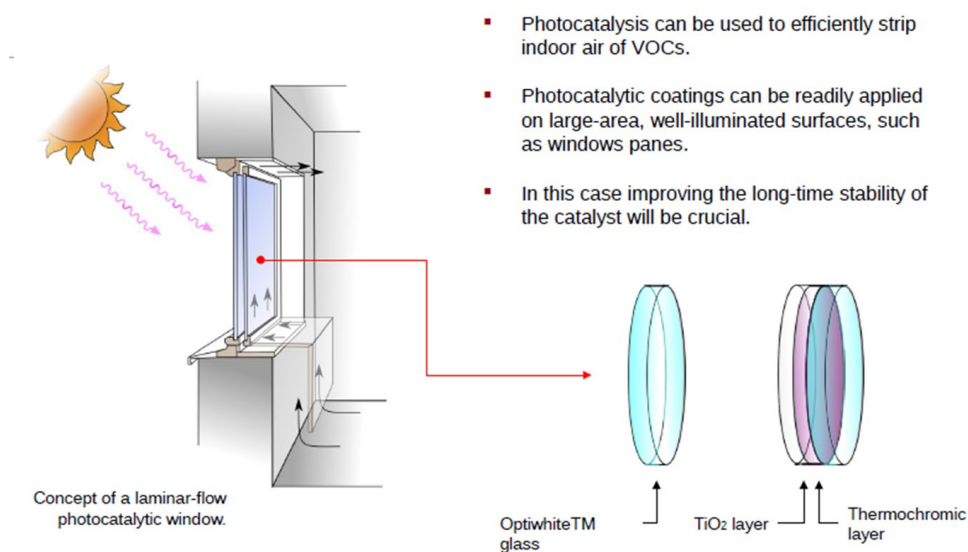 Photocatalysis can be used to efficiently strip
indoor air of VOCs.
Photocatalytic coatings can be readily applied
on large-area, well-illuminated surfaces, such
as windows panes.
In this case improving the long-time stability of
the catalyst will be crucial.
Concept of a laminar-flow
photocatalytic window.
OptiwhiteTM
glass
TiO2 layer
Thermochromic
layer